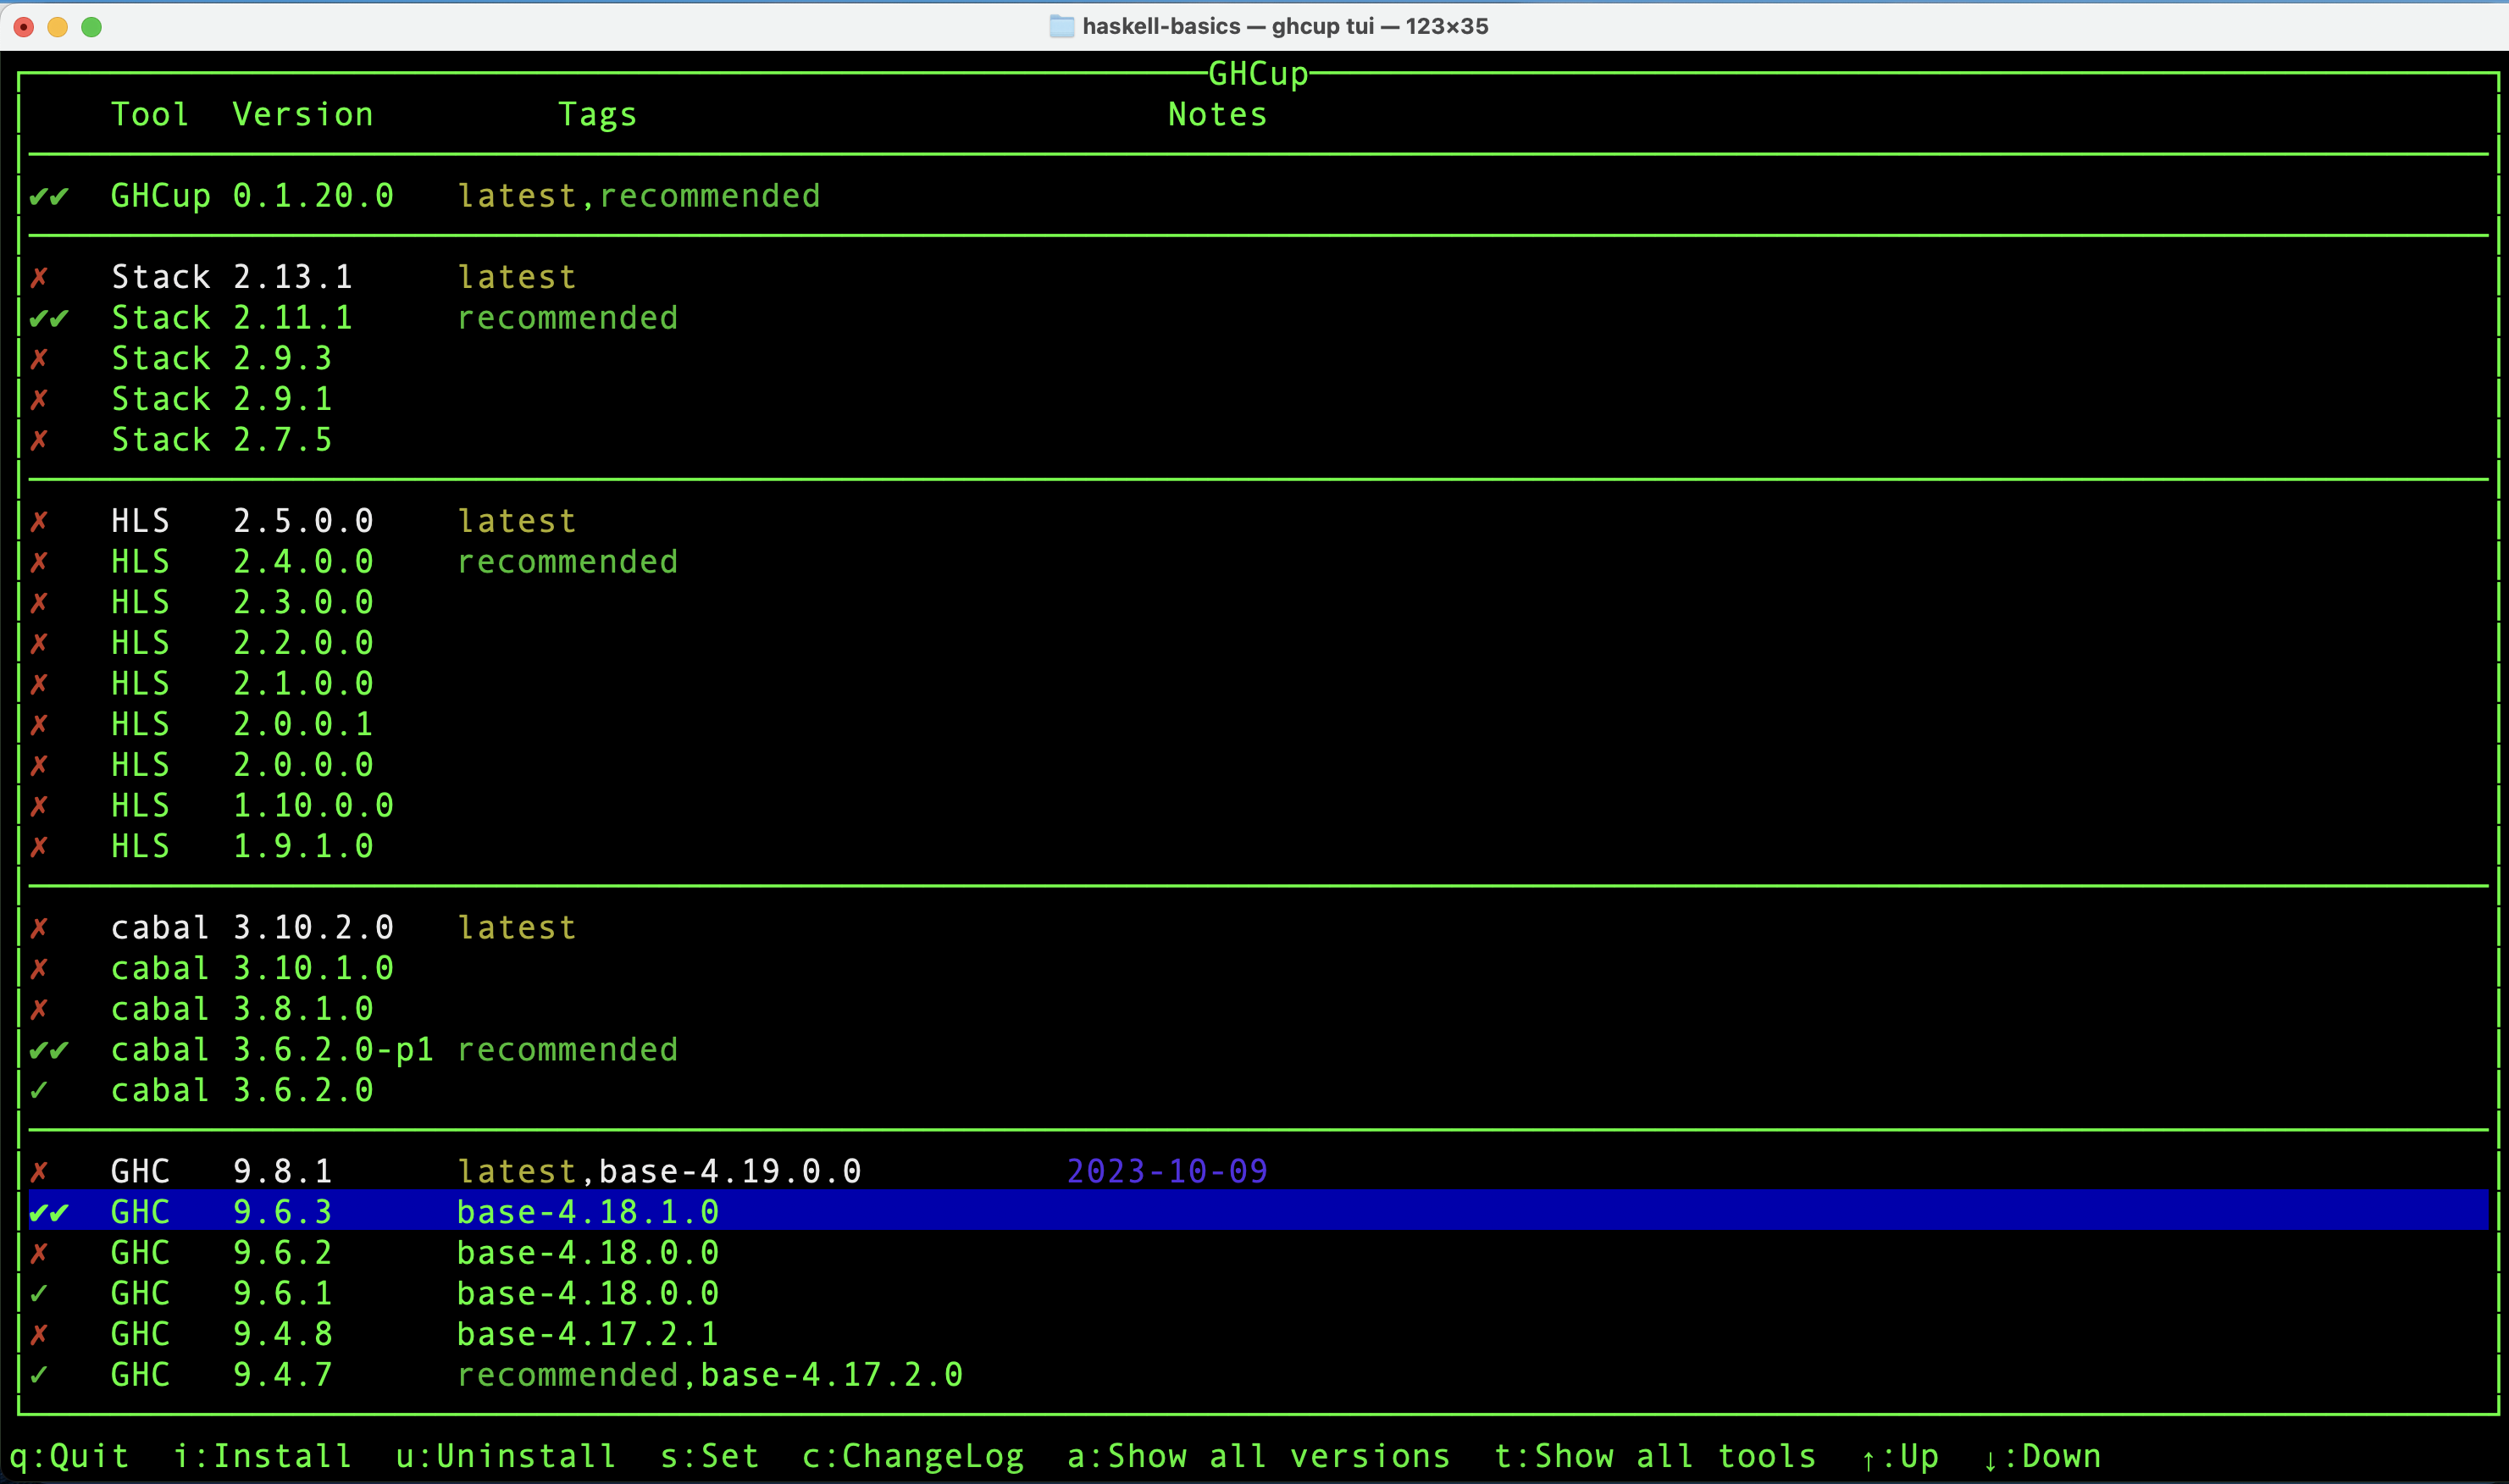 haskell-basics — ghcup tui — 123×35
GHCup
Tool Version Tags Notes
✔✔ GHCup 0.1.20.0 latest,recommended
✗ Stack 2.13.1 latest
✔✔ Stack 2.11.1 recommended
✗ Stack 2.9.3
✗ Stack 2.9.1
✗ Stack 2.7.5
✗ HLS 2.5.0.0 latest
✗ HLS 2.4.0.0 recommended
✗ HLS 2.3.0.0
✗ HLS 2.2.0.0
✗ HLS 2.1.0.0
✗ HLS 2.0.0.1
✗ HLS 2.0.0.0
✗ HLS 1.10.0.0
✗ HLS 1.9.1.0
✗ cabal 3.10.2.0 latest
✗ cabal 3.10.1.0
✗ cabal 3.8.1.0
✔✔ cabal 3.6.2.0-p1 recommended
✓ cabal 3.6.2.0
✗ GHC 9.8.1 latest,base-4.19.0.0 2023-10-09
✔✔ GHC 9.6.3 base-4.18.1.0
✗ GHC 9.6.2 base-4.18.0.0
✓ GHC 9.6.1 base-4.18.0.0
✗ GHC 9.4.8 base-4.17.2.1
✓ GHC 9.4.7 recommended,base-4.17.2.0
q:Quit i:Install u:Uninstall s:Set c:ChangeLog a:Show all versions t:Show all tools ↑:Up ↓:Down